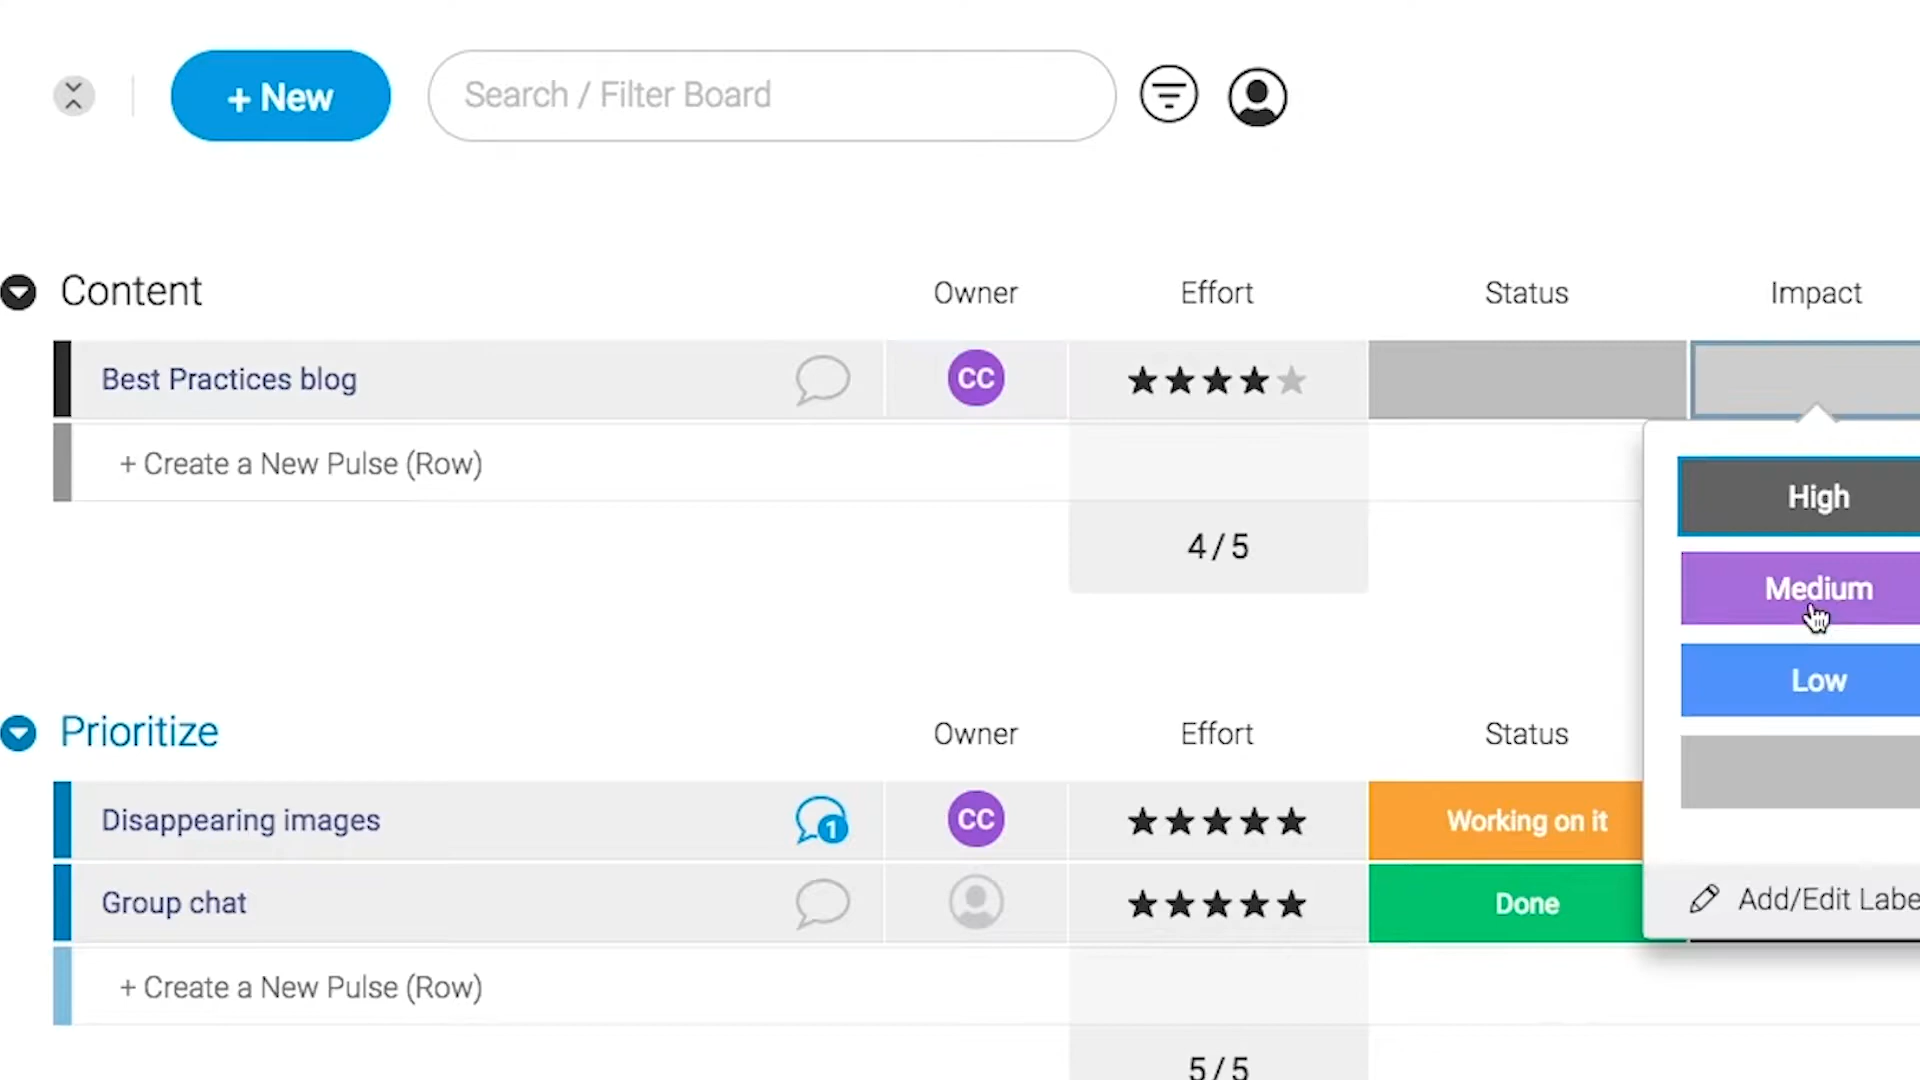 + New
Search / Filter Board
Content Owner Effort Status Impact
Best Practices blog CC
+ Create a New Pulse (Row)
High
4 / 5
Medium
Low
Prioritize Owner Effort Status
Disappearing images 1 CC Working on it
Group chat Done
Add/Edit Labe
+ Create a New Pulse (Row)
5 / 5